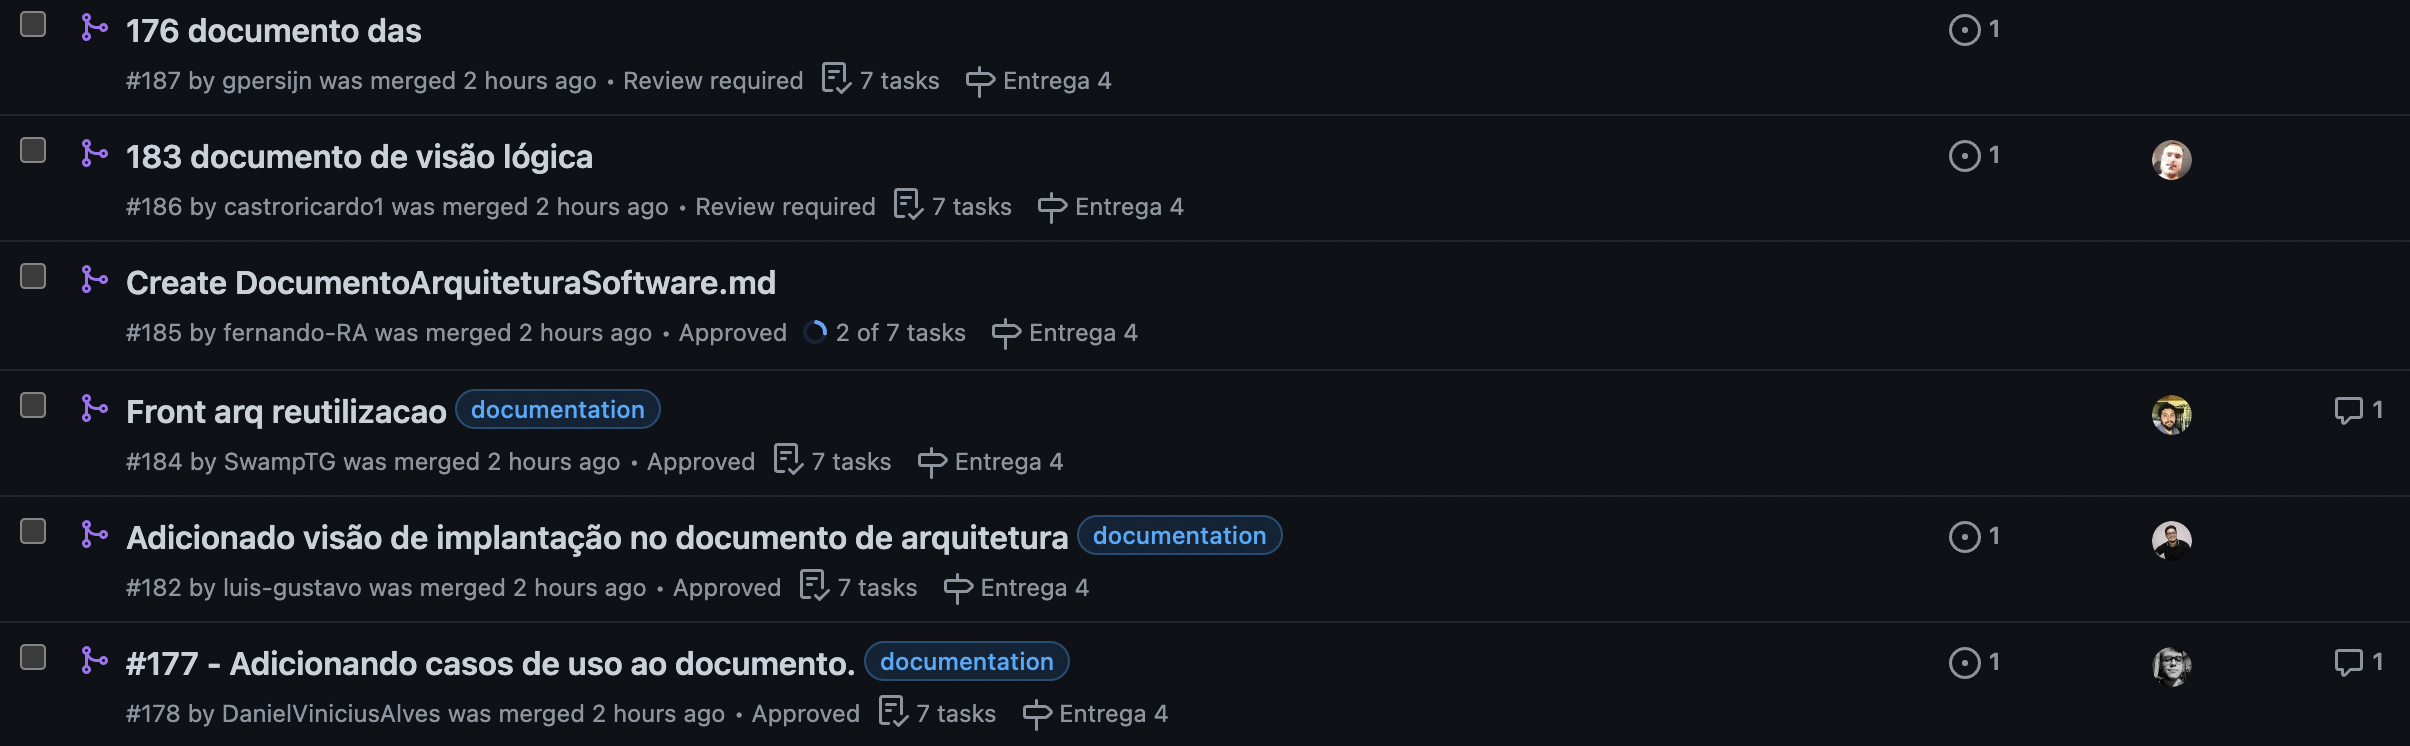 176 documento das
1
#187 by gpersijn was merged 2 hours ago • Review required 7 tasks Entrega 4
183 documento de visão lógica
1
#186 by castroricardo1 was merged 2 hours ago • Review required 7 tasks Entrega 4
Create DocumentoArquiteturaSoftware.md
#185 by fernando-RA was merged 2 hours ago • Approved 2 of 7 tasks Entrega 4
Front arq reutilizacao documentation
1
#184 by SwampTG was merged 2 hours ago • Approved 7 tasks Entrega 4
Adicionado visão de implantação no documento de arquitetura documentation
1
#182 by luis-gustavo was merged 2 hours ago • Approved 7 tasks Entrega 4
#177 - Adicionando casos de uso ao documento. documentation
1
1
#178 by DanielViniciusAlves was merged 2 hours ago • Approved 7 tasks Entrega 4